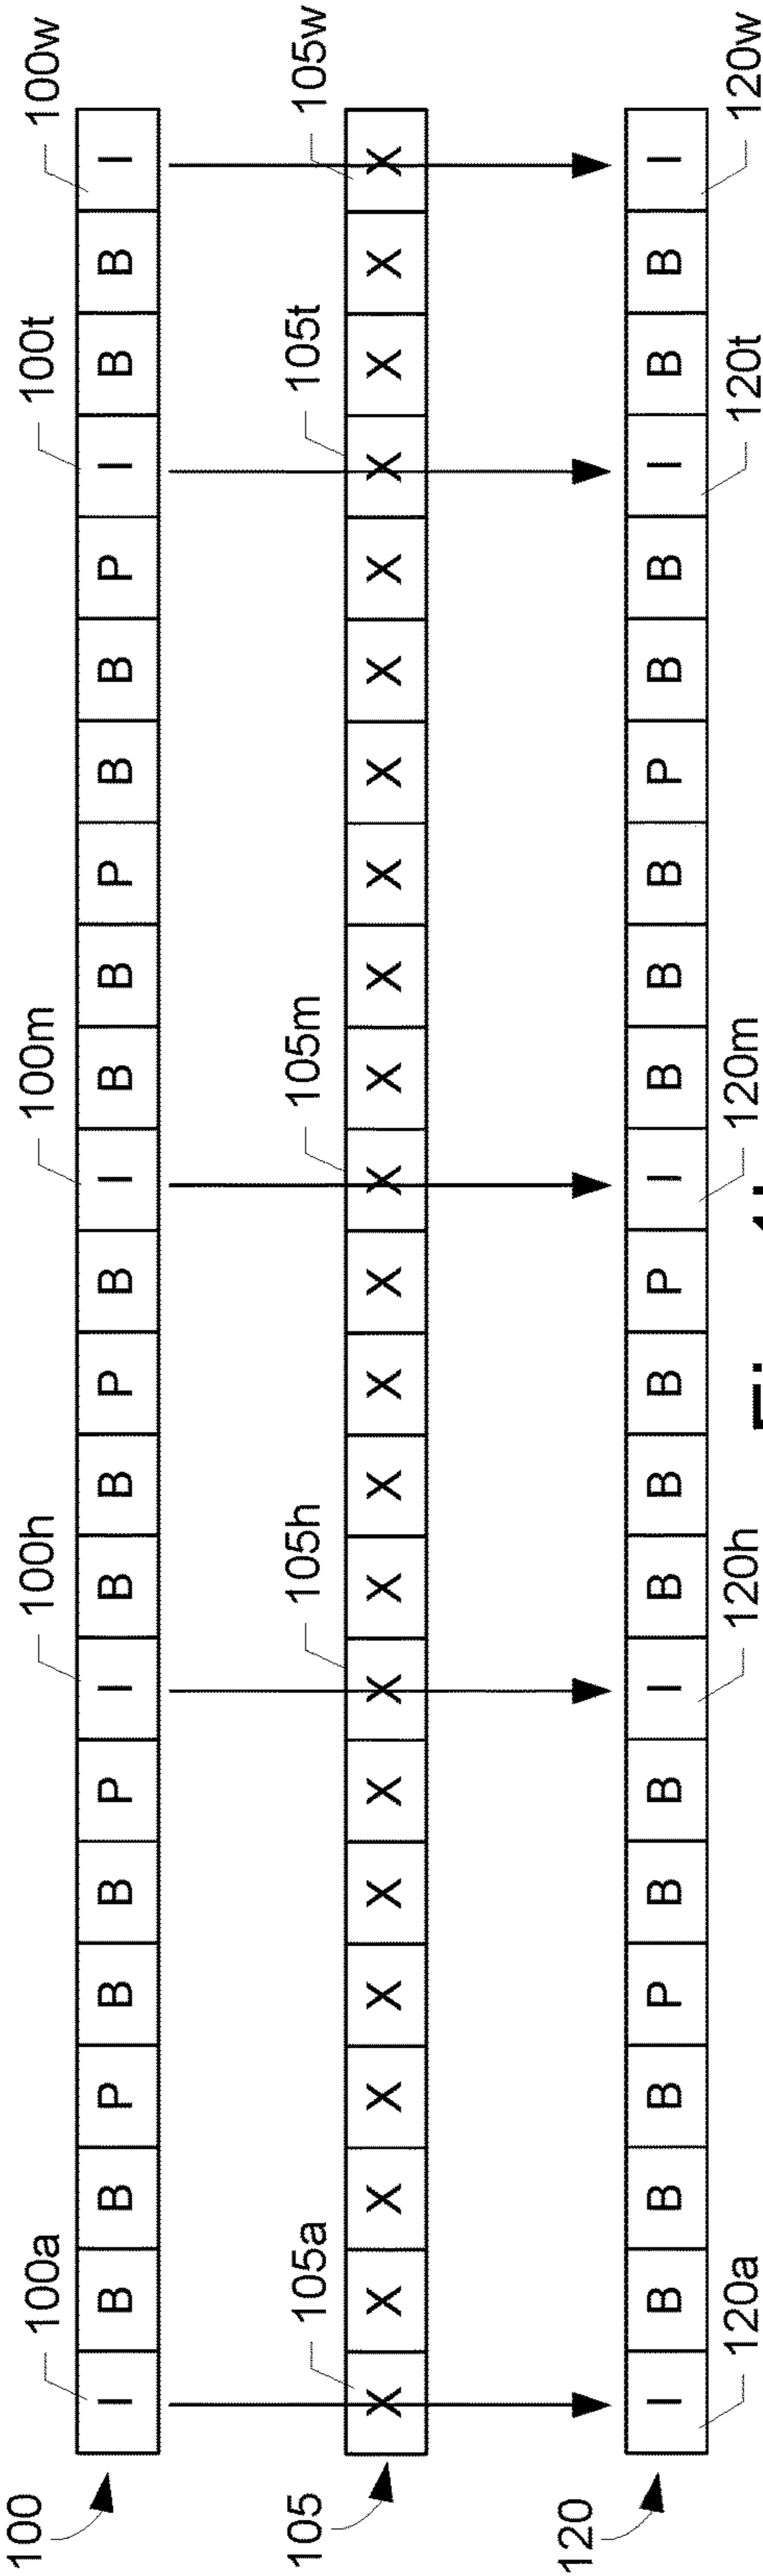 100 100a 100h 100m 100t 100w
I B B P B B P I B B P B I B B P B B P I B B I
105 105a 105h 105m 105t 105w
X X X X X X X X X X X X X X X X X X X X X X X
120
I B B B P B B I B B B P I B B B P B B I B B I
120a 120h 120m 120t 120w